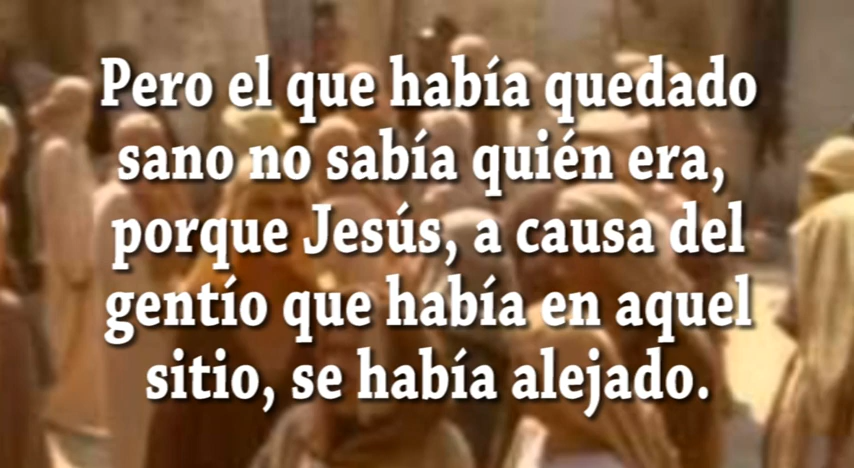 Pero el que había quedado
sano no sabía quién era,
porque Jesús, a causa del
gentío que había en aquel
sitio, se había alejado.